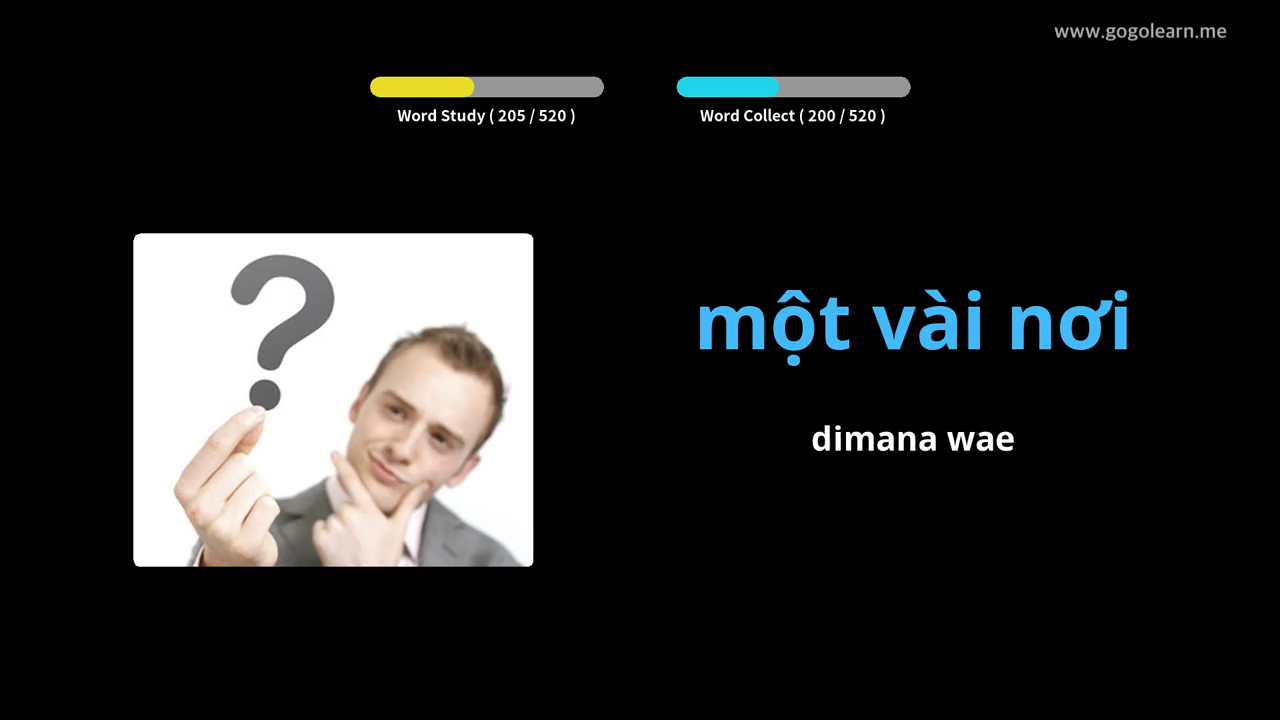 www.gogolearn.me
Word Study ( 205 / 520 )
Word Collect ( 200 / 520 )
một vài nơi
dimana wae